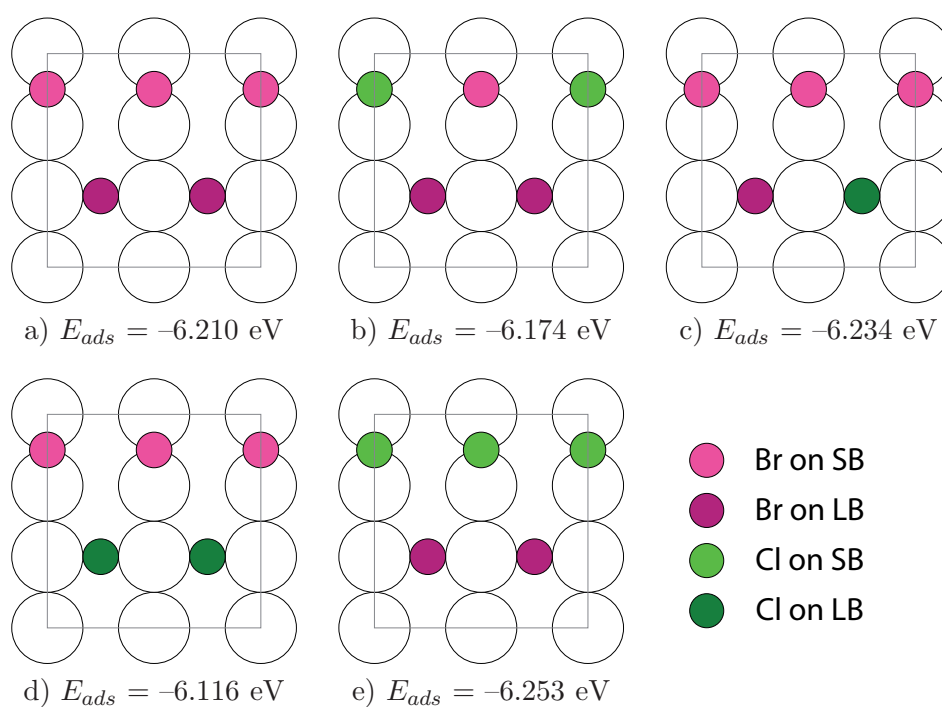 a) E_ads = –6.210 eV
b) E_ads = –6.174 eV
c) E_ads = –6.234 eV
d) E_ads = –6.116 eV
e) E_ads = –6.253 eV
Br on SB
Br on LB
Cl on SB
Cl on LB